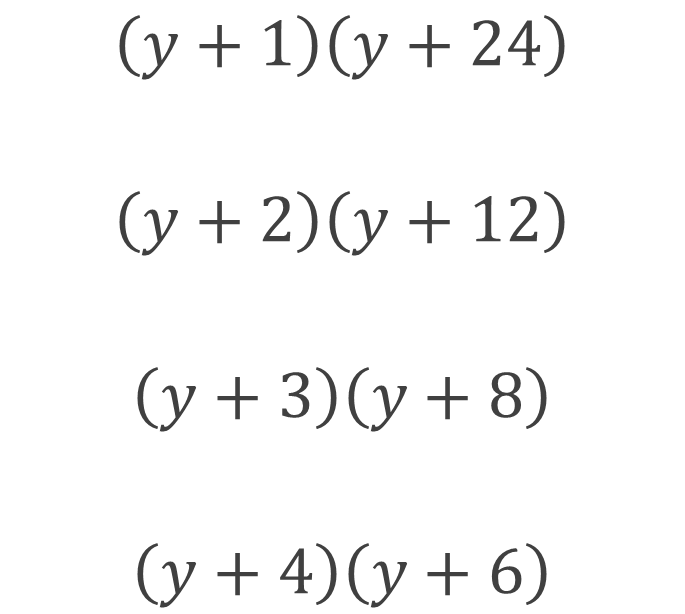 (y + 1)(y + 24)
(y + 2)(y + 12)
(y + 3)(y + 8)
(y + 4)(y + 6)